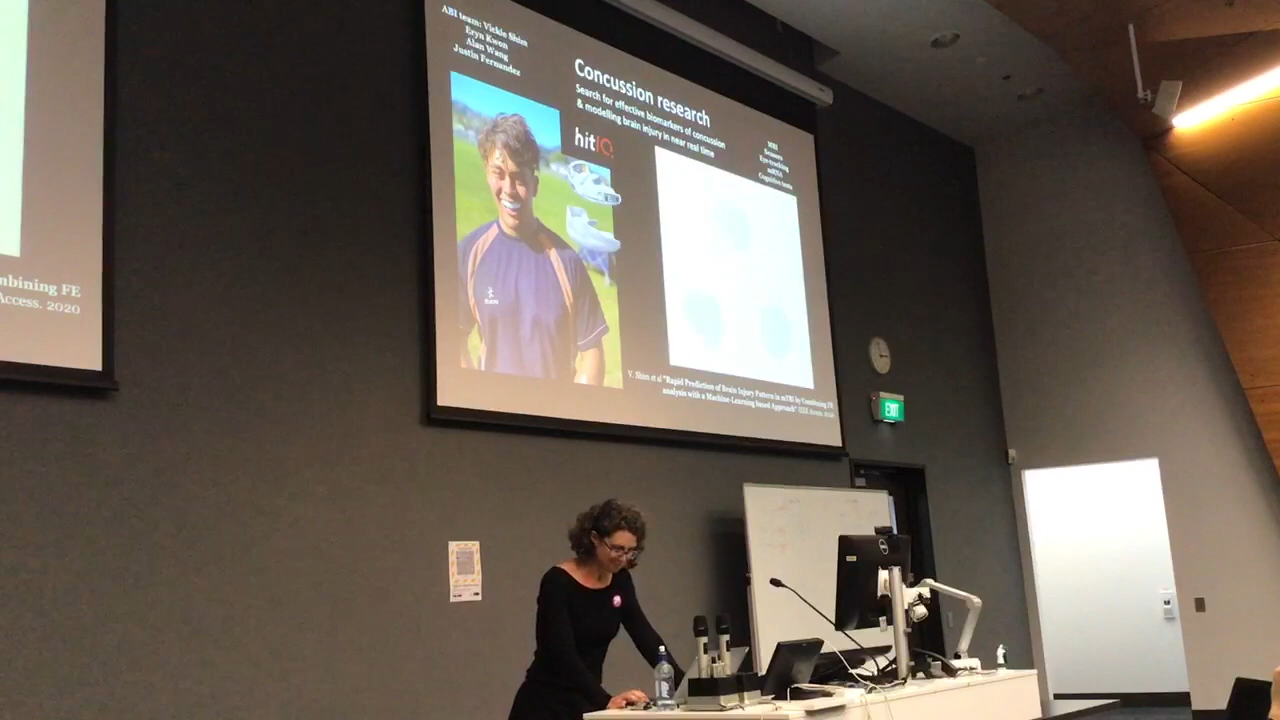 mbining FE
Access. 2020
ABI team: Vickie Shim
Eryn Kwon
Alan Wang
Justin Fernandez
Concussion research
Search for effective biomarkers of concussion
& modelling brain injury in near real time
hitIQ
MRI
Sensors
Eye-tracking
mRNA
Cognitive tests
V. Shim et al "Rapid Prediction of Brain Injury Pattern in mTBI by Combining FE
analysis with a Machine-Learning based Approach" IEEE Access. 2020
EXIT